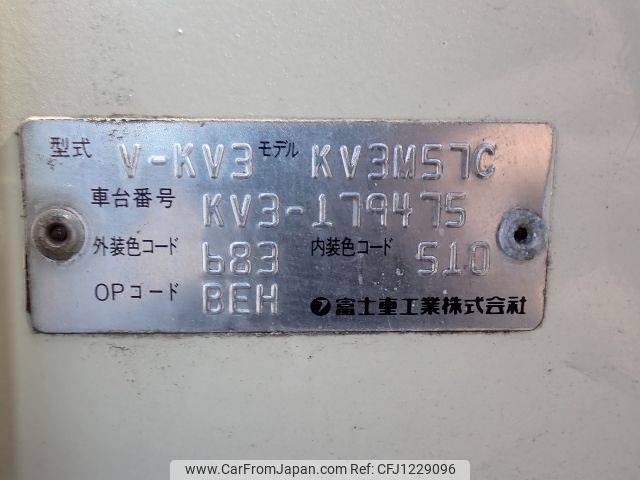 型式 V-KV3 モデル KV3M57C
車台番号 KV3-179475
外装色コード 683 内装色コード 510
OPコード BEH 富士重工業株式会社
www.CarFromJapan.com | CFJ1229096